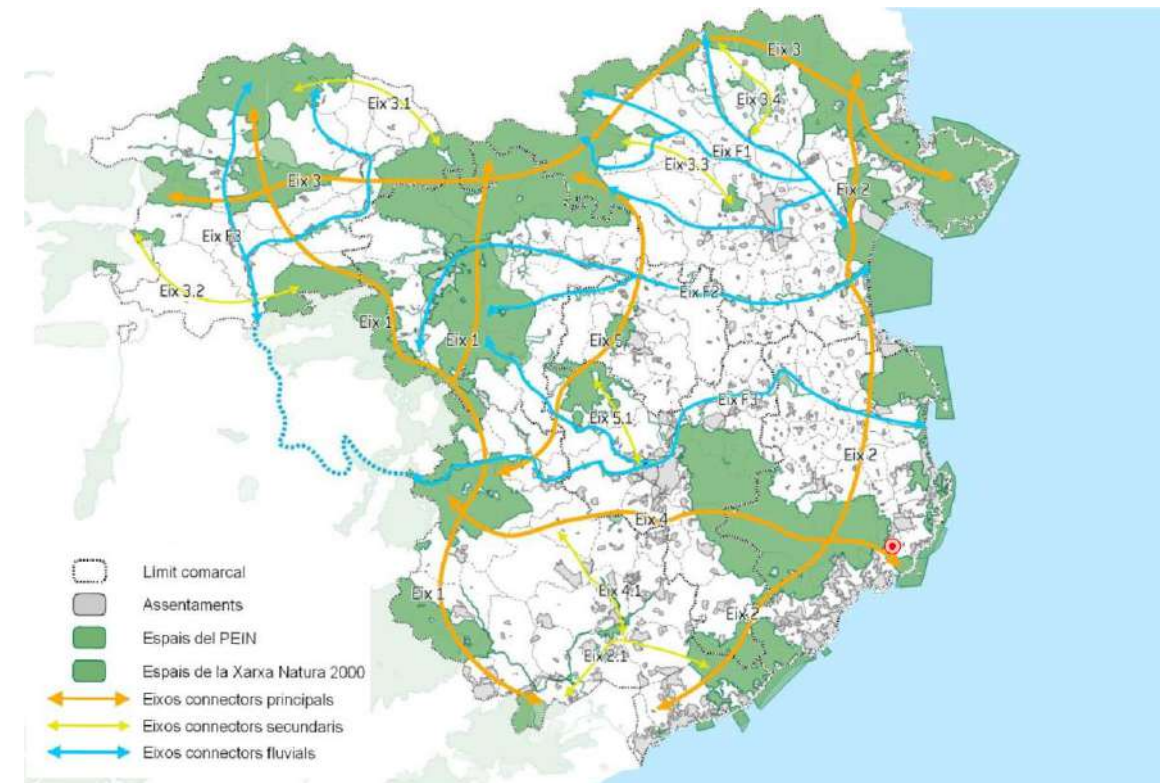 Eix 3
Eix 3.1
Eix 3.4
Eix F1
Eix 3.3
Eix 3
Eix 2
Eix F3
Eix 3.2
Eix F2
Eix 1
Eix 1
Eix 5
Eix F3
Eix 5.1
Eix 2
Eix 4
Eix 4.1
Eix 1
Eix 2
Eix 2.1
Límit comarcal
Assentaments
Espais del PEIN
Espais de la Xarxa Natura 2000
Eixos connectors principals
Eixos connectors secundaris
Eixos connectors fluvials